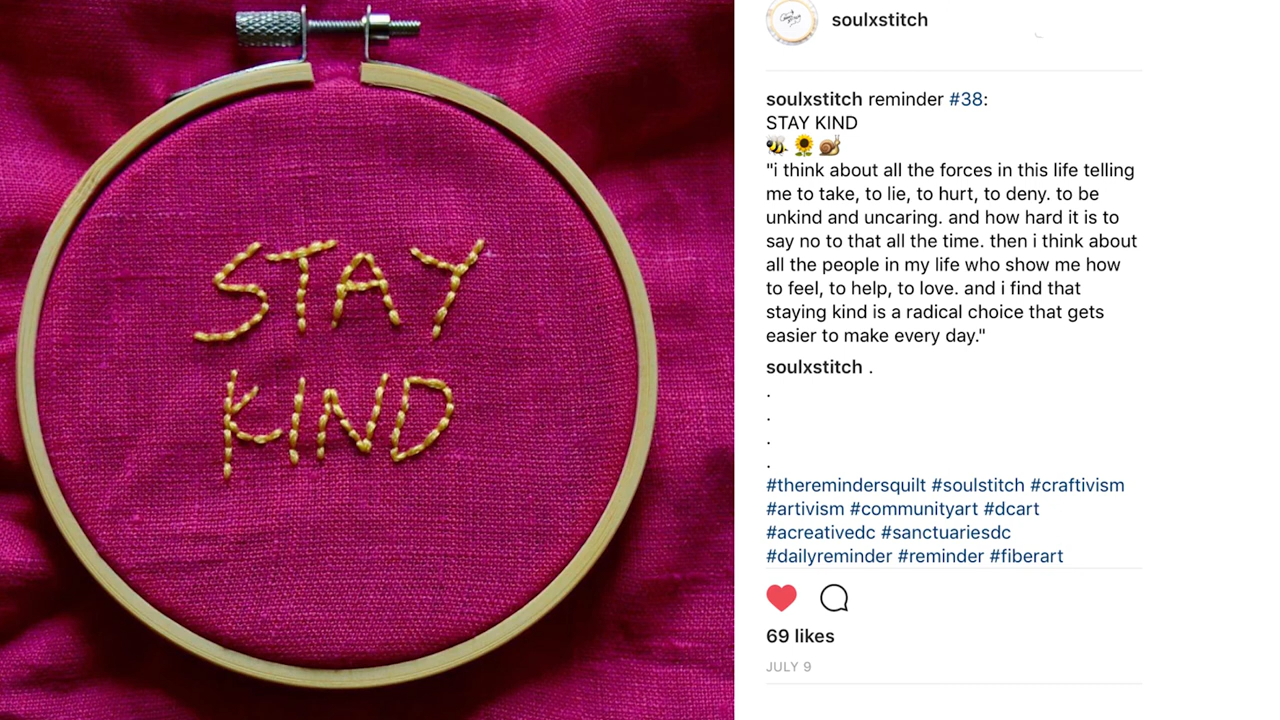 STAY
KIND
soulxstitch
soulxstitch reminder #38:
STAY KIND
🐝 🌻 🐌
"i think about all the forces in this life telling
me to take, to lie, to hurt, to deny. to be
unkind and uncaring. and how hard it is to
say no to that all the time. then i think about
all the people in my life who show me how
to feel, to help, to love. and i find that
staying kind is a radical choice that gets
easier to make every day."
soulxstitch .
.
.
.
.
#theremindersquilt #soulstitch #craftivism
#artivism #communityart #dcart
#acreativedc #sanctuariesdc
#dailyreminder #reminder #fiberart
69 likes
JULY 9